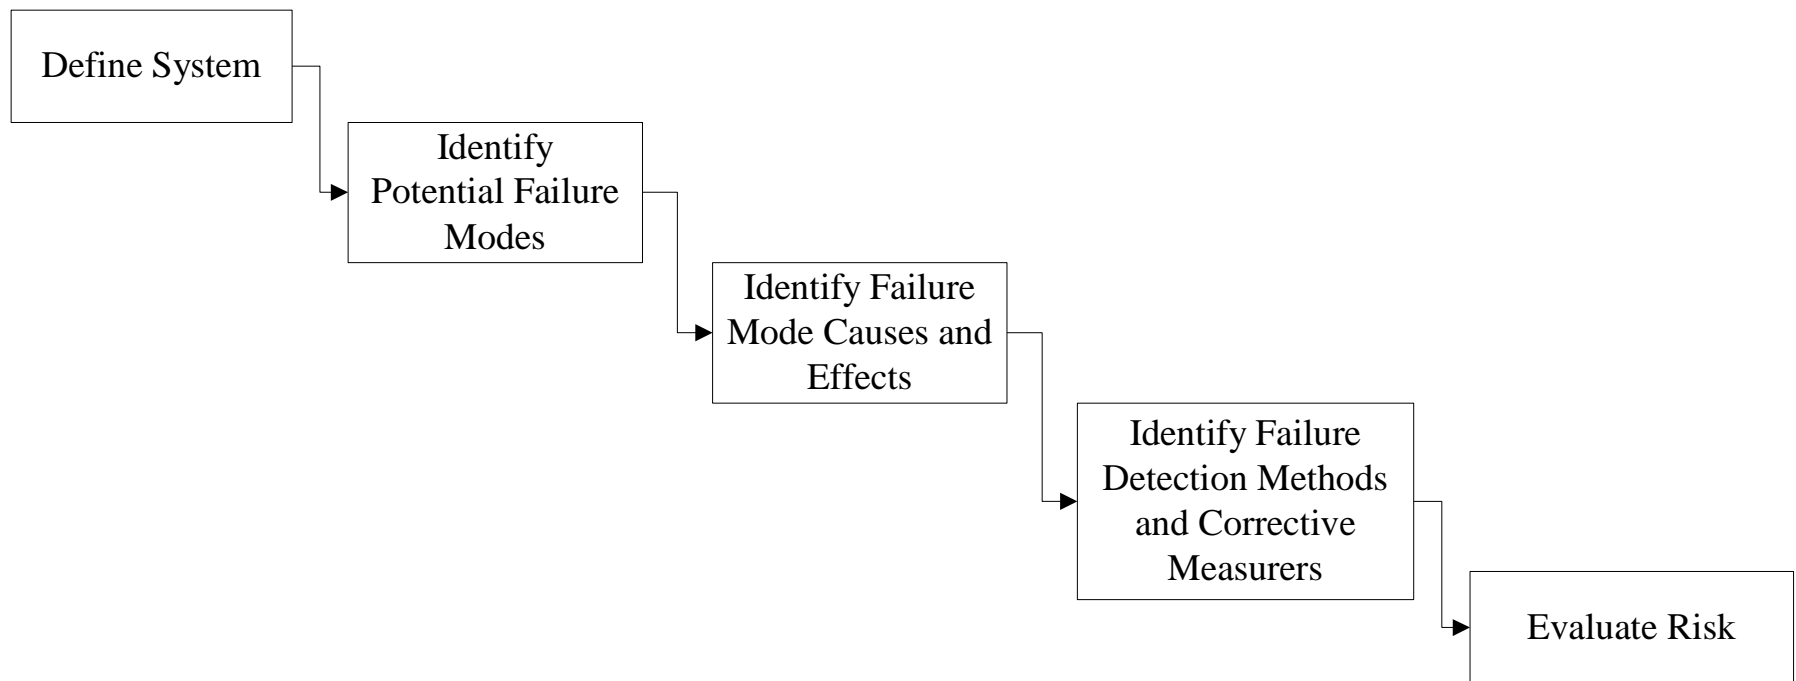 Define System
Identify
Potential Failure
Modes
Identify Failure
Mode Causes and
Effects
Identify Failure
Detection Methods
and Corrective
Measurers
Evaluate Risk